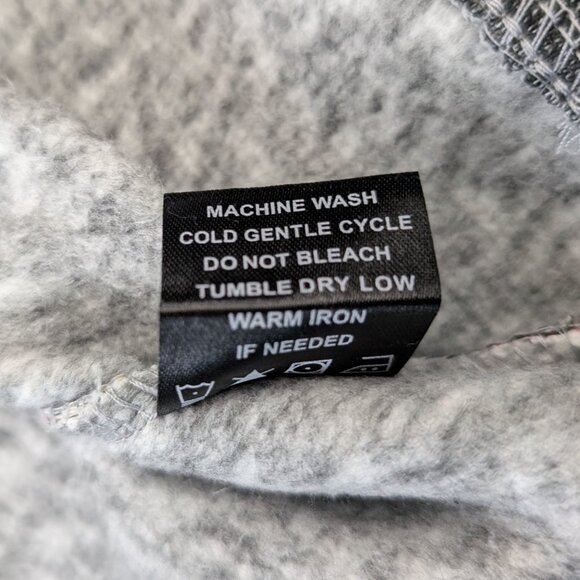 MACHINE WASH
COLD GENTLE CYCLE
DO NOT BLEACH
TUMBLE DRY LOW
WARM IRON
IF NEEDED